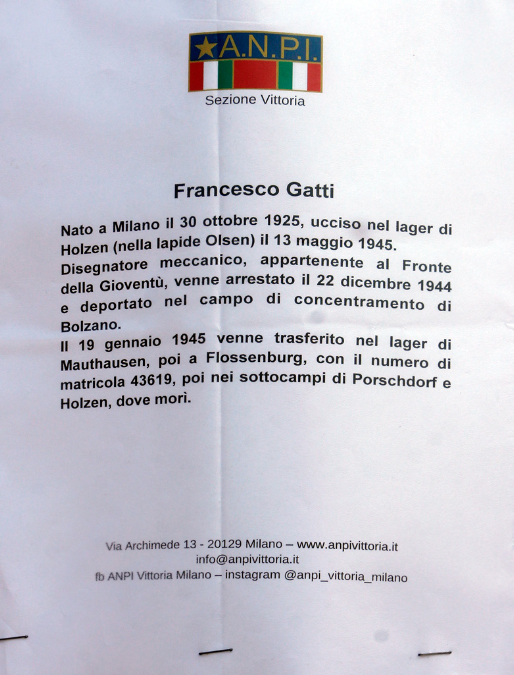 A.N.P.I.
Sezione Vittoria
Francesco Gatti
Nato a Milano il 30 ottobre 1925, ucciso nel lager di
Holzen (nella lapide Olsen) il 13 maggio 1945.
Disegnatore meccanico, appartenente al Fronte
della Gioventù, venne arrestato il 22 dicembre 1944
e deportato nel campo di concentramento di
Bolzano.
Il 19 gennaio 1945 venne trasferito nel lager di
Mauthausen, poi a Flossenburg, con il numero di
matricola 43619, poi nei sottocampi di Porschdorf e
Holzen, dove morì.
Via Archimede 13 - 20129 Milano – www.anpivittoria.it
info@anpivittoria.it
fb ANPI Vittoria Milano – instagram @anpi_vittoria_milano